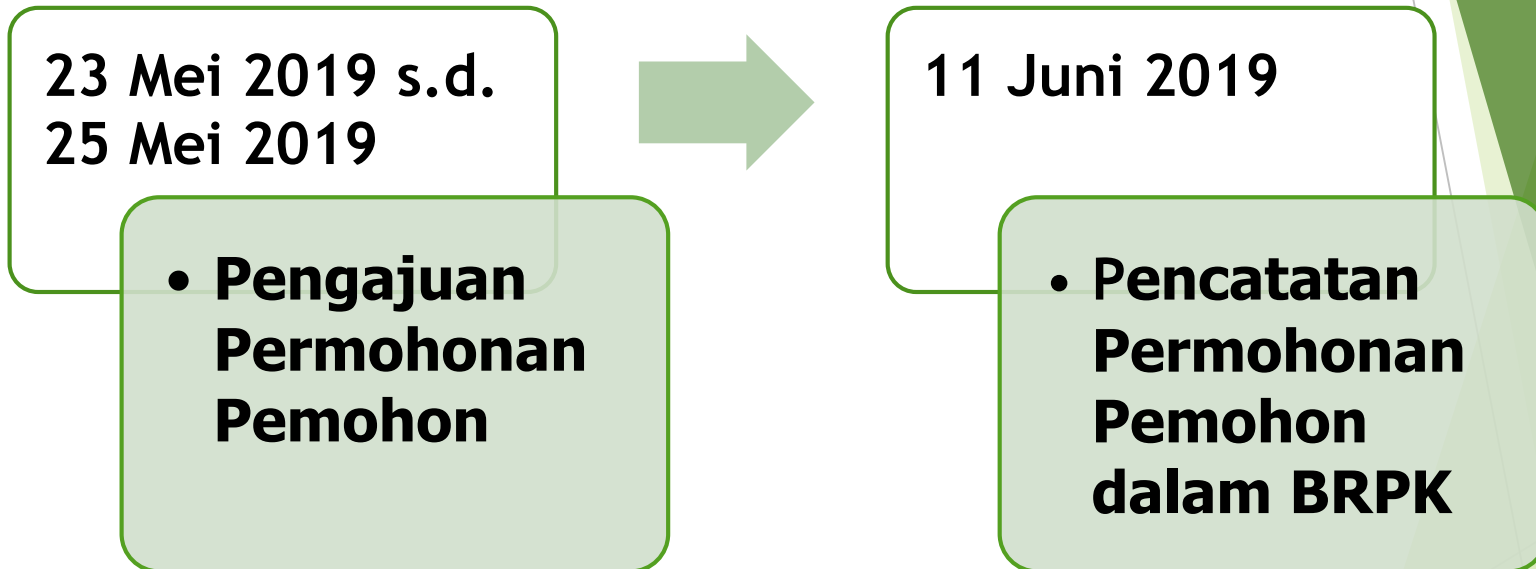 23 Mei 2019 s.d.
25 Mei 2019
• Pengajuan
Permohonan
Pemohon
11 Juni 2019
• Pencatatan
Permohonan
Pemohon
dalam BRPK